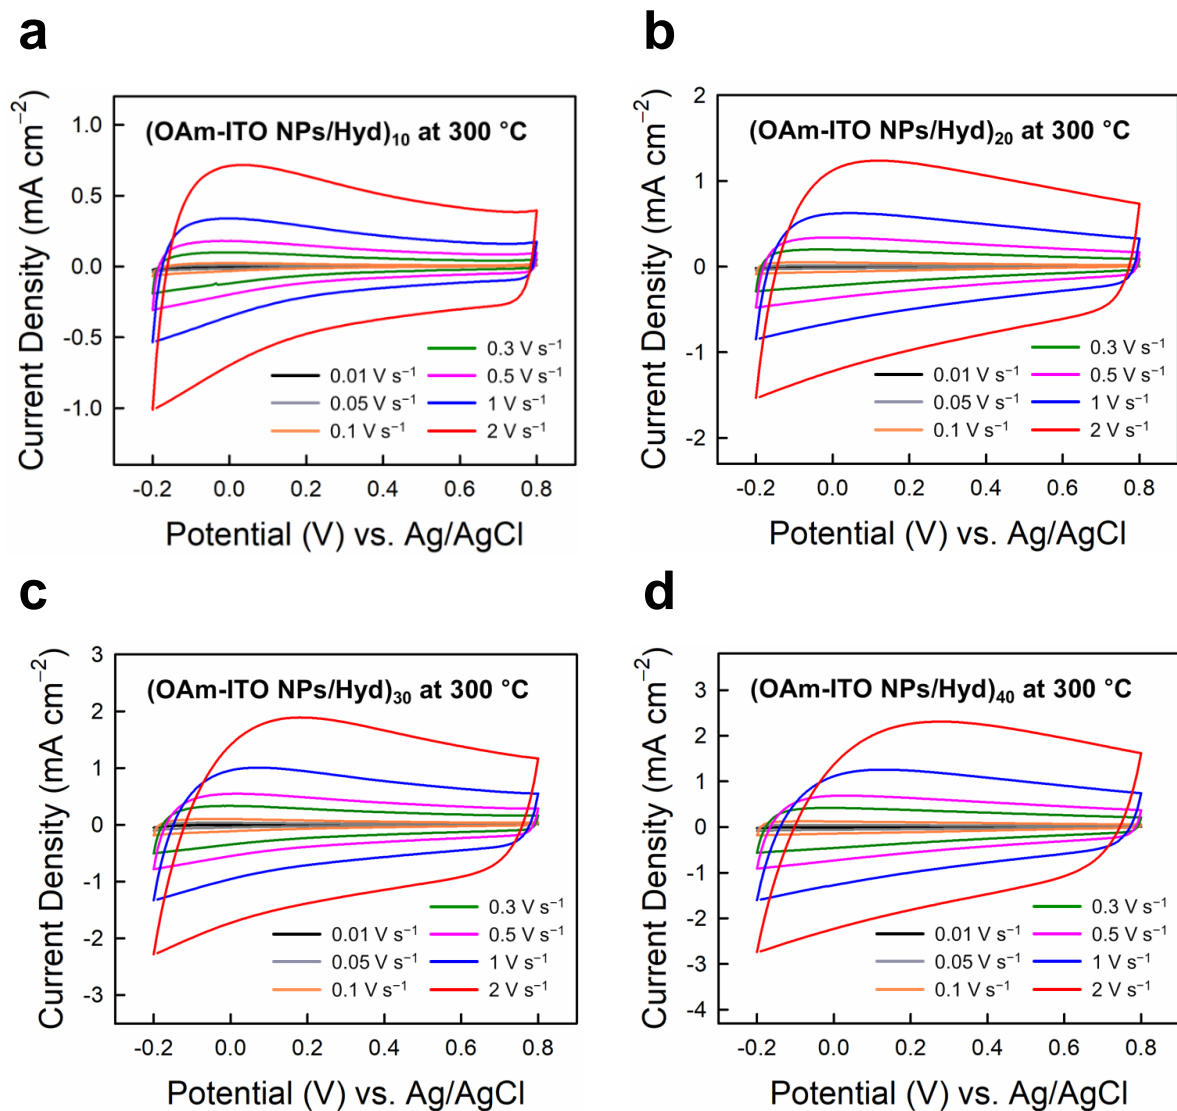 a
(OAm-ITO NPs/Hyd)₁₀ at 300 °C
Current Density (mA cm⁻²)
1.0
0.5
0.0
-0.5
-1.0
0.3 V s⁻¹
0.01 V s⁻¹ 0.5 V s⁻¹
0.05 V s⁻¹ 1 V s⁻¹
0.1 V s⁻¹ 2 V s⁻¹
-0.2 0.0 0.2 0.4 0.6 0.8
Potential (V) vs. Ag/AgCl
b
(OAm-ITO NPs/Hyd)₂₀ at 300 °C
Current Density (mA cm⁻²)
2
1
0
-1
-2
0.3 V s⁻¹
0.01 V s⁻¹ 0.5 V s⁻¹
0.05 V s⁻¹ 1 V s⁻¹
0.1 V s⁻¹ 2 V s⁻¹
-0.2 0.0 0.2 0.4 0.6 0.8
Potential (V) vs. Ag/AgCl
c
(OAm-ITO NPs/Hyd)₃₀ at 300 °C
Current Density (mA cm⁻²)
3
2
1
0
-1
-2
-3
0.3 V s⁻¹
0.01 V s⁻¹ 0.5 V s⁻¹
0.05 V s⁻¹ 1 V s⁻¹
0.1 V s⁻¹ 2 V s⁻¹
-0.2 0.0 0.2 0.4 0.6 0.8
Potential (V) vs. Ag/AgCl
d
(OAm-ITO NPs/Hyd)₄₀ at 300 °C
Current Density (mA cm⁻²)
3
2
1
0
-1
-2
-3
-4
0.3 V s⁻¹
0.01 V s⁻¹ 0.5 V s⁻¹
0.05 V s⁻¹ 1 V s⁻¹
0.1 V s⁻¹ 2 V s⁻¹
-0.2 0.0 0.2 0.4 0.6 0.8
Potential (V) vs. Ag/AgCl